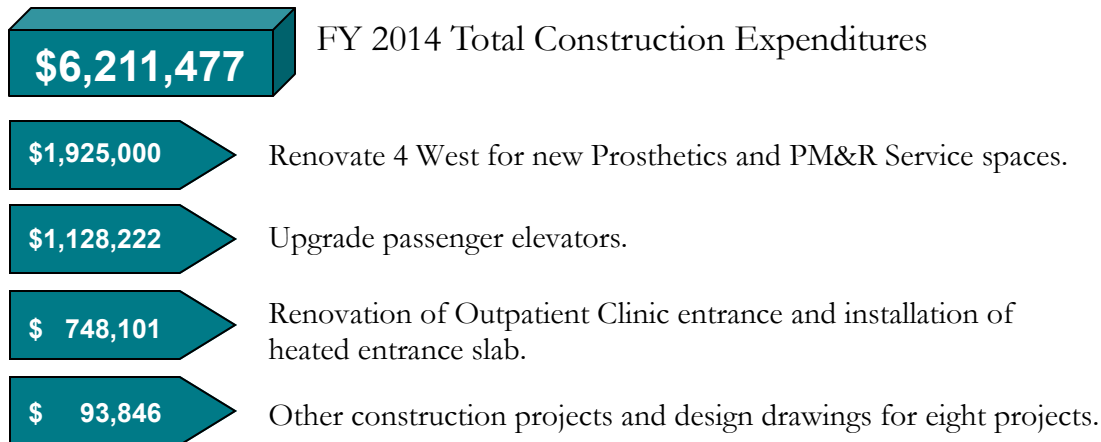 $6,211,477 FY 2014 Total Construction Expenditures
$1,925,000 Renovate 4 West for new Prosthetics and PM&R Service spaces.
$1,128,222 Upgrade passenger elevators.
$ 748,101 Renovation of Outpatient Clinic entrance and installation of
heated entrance slab.
$ 93,846 Other construction projects and design drawings for eight projects.